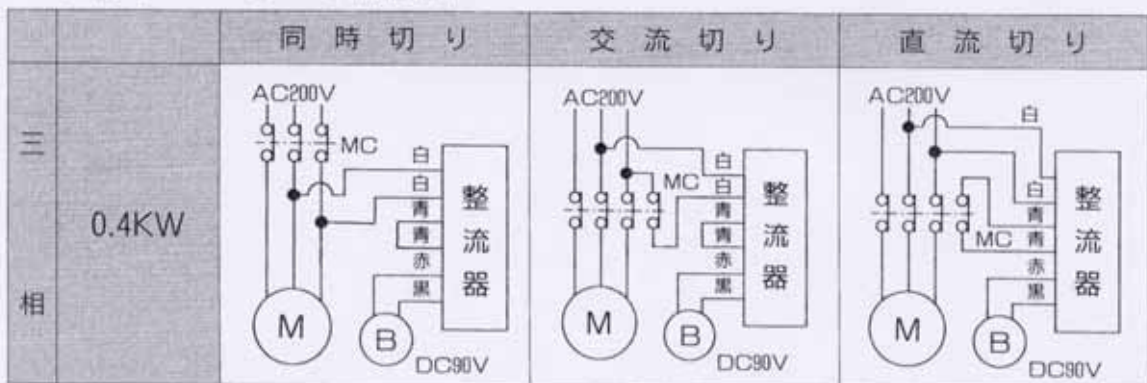 同時切り 交流切り 直流切り
三相
0.4KW
AC200V
MC
白
白
青
青
赤
黒
整流器
M
B
DC90V
AC200V
MC
白
白
青
青
赤
黒
整流器
M
B
DC90V
AC200V
白
白
青
青
MC
赤
黒
整流器
M
B
DC90V